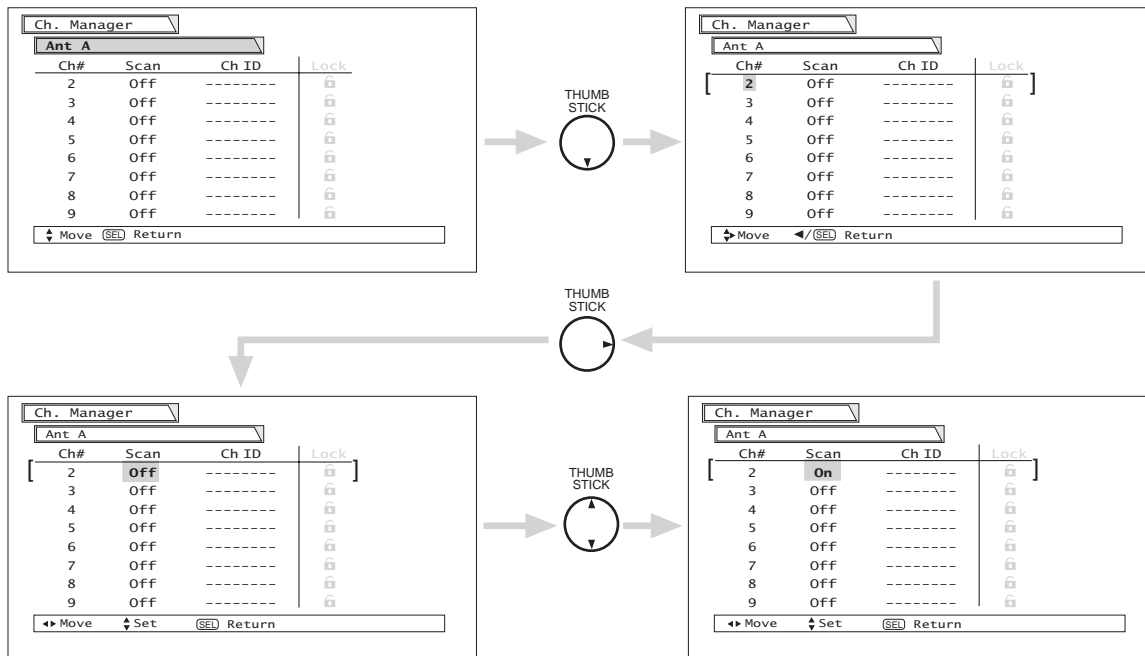 Ch. Manager
Ant A
Ch# Scan Ch ID Lock
2 Off --------
3 Off --------
4 Off --------
5 Off --------
6 Off --------
7 Off --------
8 Off --------
9 Off --------
Move SEL Return
THUMB
STICK
Ch. Manager
Ant A
Ch# Scan Ch ID Lock
[ 2 Off -------- ]
3 Off --------
4 Off --------
5 Off --------
6 Off --------
7 Off --------
8 Off --------
9 Off --------
Move ◄/SEL Return
THUMB
STICK
Ch. Manager
Ant A
Ch# Scan Ch ID Lock
[ 2 Off -------- ]
3 Off --------
4 Off --------
5 Off --------
6 Off --------
7 Off --------
8 Off --------
9 Off --------
Move Set SEL Return
THUMB
STICK
Ch. Manager
Ant A
Ch# Scan Ch ID Lock
[ 2 On -------- ]
3 Off --------
4 Off --------
5 Off --------
6 Off --------
7 Off --------
8 Off --------
9 Off --------
Move Set SEL Return